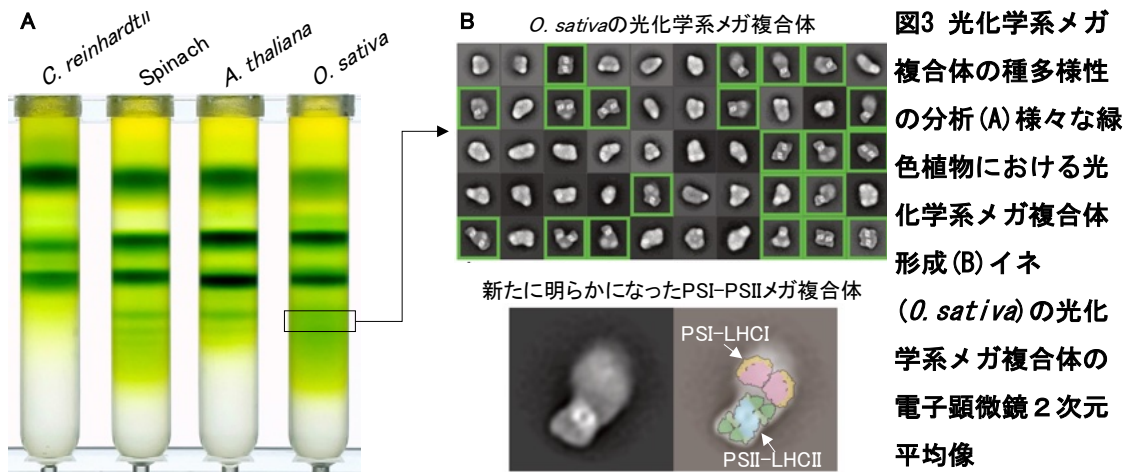 A
C. reinhardtii
Spinach
A. thaliana
O. sativa
B
O. sativaの光化学系メガ複合体
新たに明らかになったPSI-PSIIメガ複合体
PSI-LHCI
PSII-LHCII
図3 光化学系メガ
複合体の種多様性
の分析(A)様々な緑
色植物における光
化学系メガ複合体
形成(B)イネ
(O. sativa)の光化
学系メガ複合体の
電子顕微鏡２次元
平均像